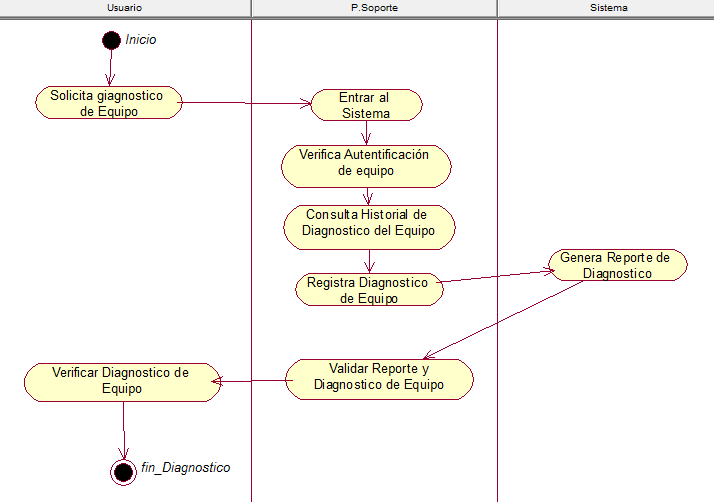 Usuario
P.Soporte
Sistema
Inicio
Solicita giagnostico
de Equipo
Entrar al
Sistema
Verifica Autentificación
de equipo
Consulta Historial de
Diagnostico del Equipo
Registra Diagnostico
de Equipo
Genera Reporte de
Diagnostico
Validar Reporte y
Diagnostico de Equipo
Verificar Diagnostico de
Equipo
fin_Diagnostico